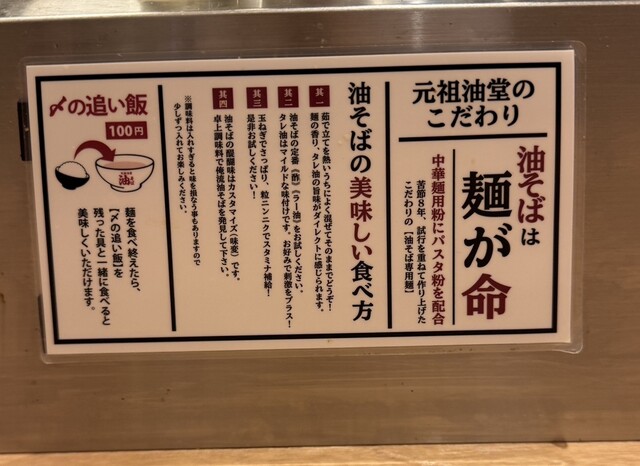 元祖油堂の
こだわり
油そばは
麺が命
中華麺用粉にパスタ粉を配合
苦節8年、試行を重ねて作り上げた
こだわりの【油そば専用麺】
油そばの美味しい食べ方
其一
茹で立てを熱いうちによく混ぜてそのままでどうぞ!
麺の香り、タレ油の旨味がダイレクトに感じられます。
其二
油そばの定番《酢》《ラー油》をお試しください。
タレ油はマイルドな味付けです。お好みで刺激をプラス!
其三
玉ねぎでさっぱり、粒ニンニクでスタミナ補給!
是非お試しください!
其四
油そばの醍醐味はカスタマイズ(味変)です。
卓上調味料で俺流油そばを発見して下さい。
※調味料は入れすぎると味を損なう事もありますので
少しずつ入れてお楽しみください。
〆の追い飯
100円
油
麺を食べ終えたら、
【〆の追い飯】を
残った具と一緒に食べると
美味しくいただけます。